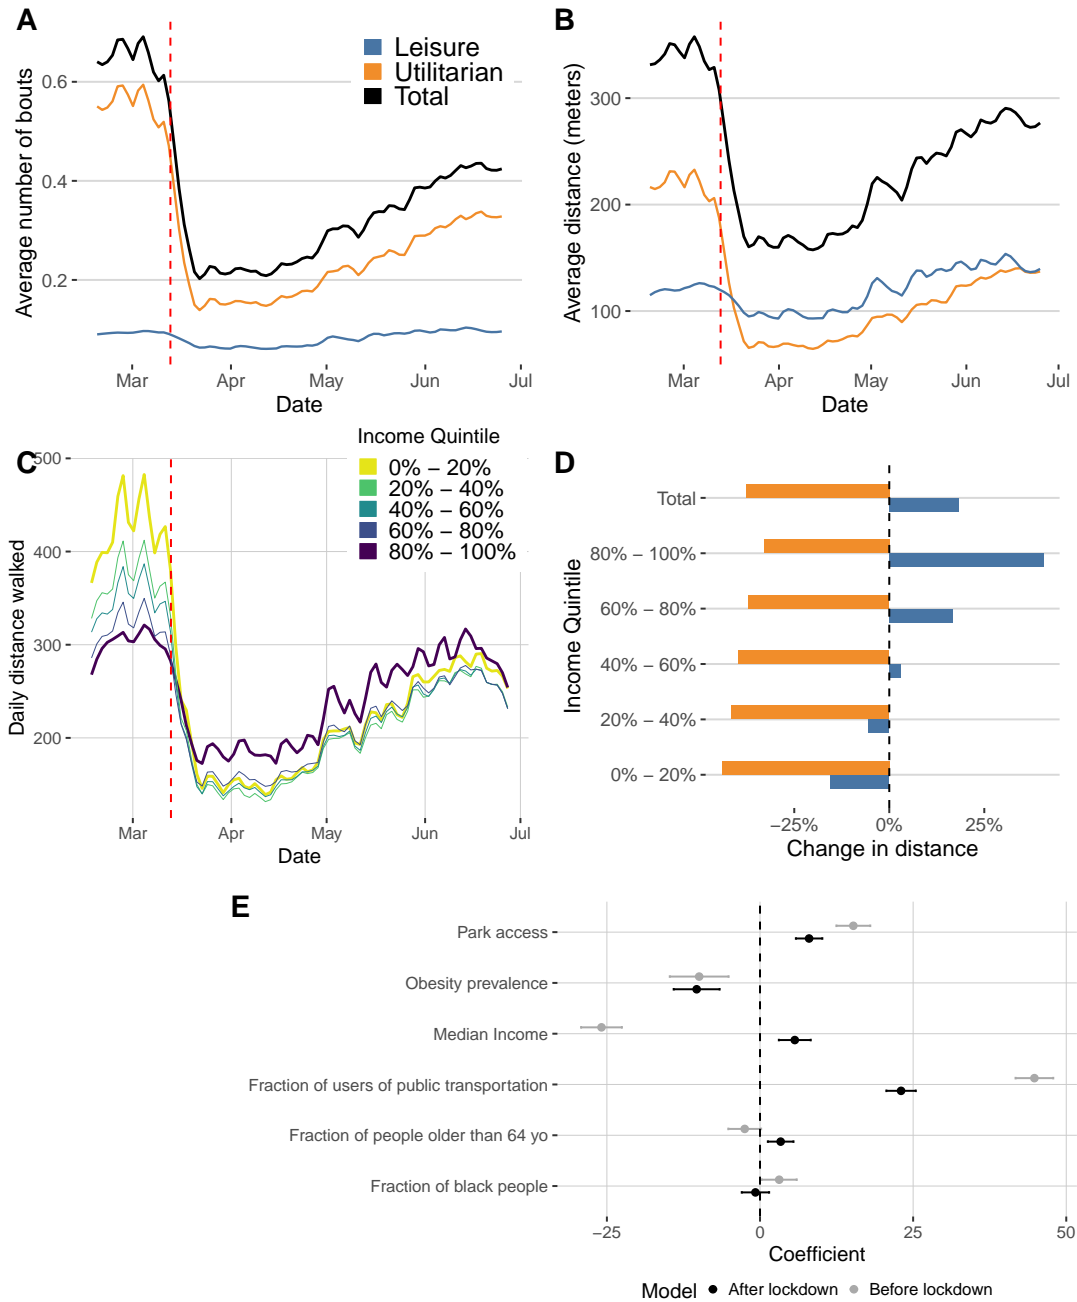 A
Leisure
Utilitarian
Total
Average number of bouts
0.6
0.4
0.2
Mar
Apr
May
Jun
Jul
Date
B
Average distance (meters)
300
200
100
Mar
Apr
May
Jun
Jul
Date
C
Income Quintile
0% − 20%
20% − 40%
40% − 60%
60% − 80%
80% − 100%
Daily distance walked
500
400
300
200
Mar
Apr
May
Jun
Jul
Date
D
Income Quintile
Total
80% − 100%
60% − 80%
40% − 60%
20% − 40%
0% − 20%
−25%
0%
25%
Change in distance
E
Park access
Obesity prevalence
Median Income
Fraction of users of public transportation
Fraction of people older than 64 yo
Fraction of black people
−25
0
25
50
Coefficient
Model After lockdown Before lockdown